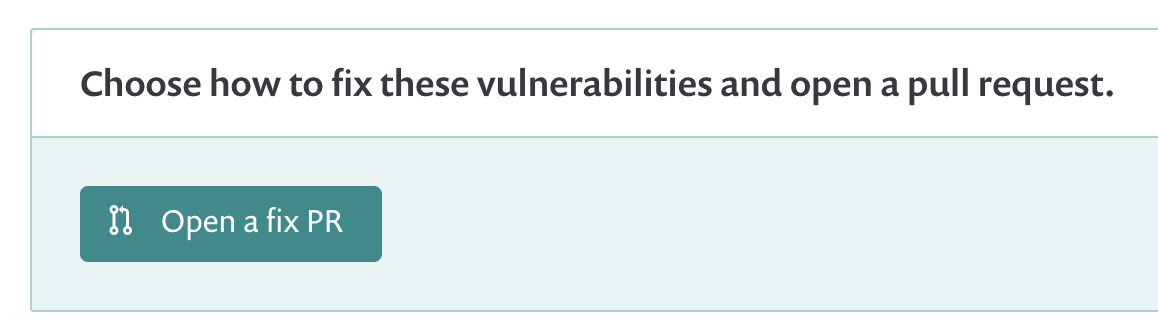 Choose how to fix these vulnerabilities and open a pull request.
Open a fix PR